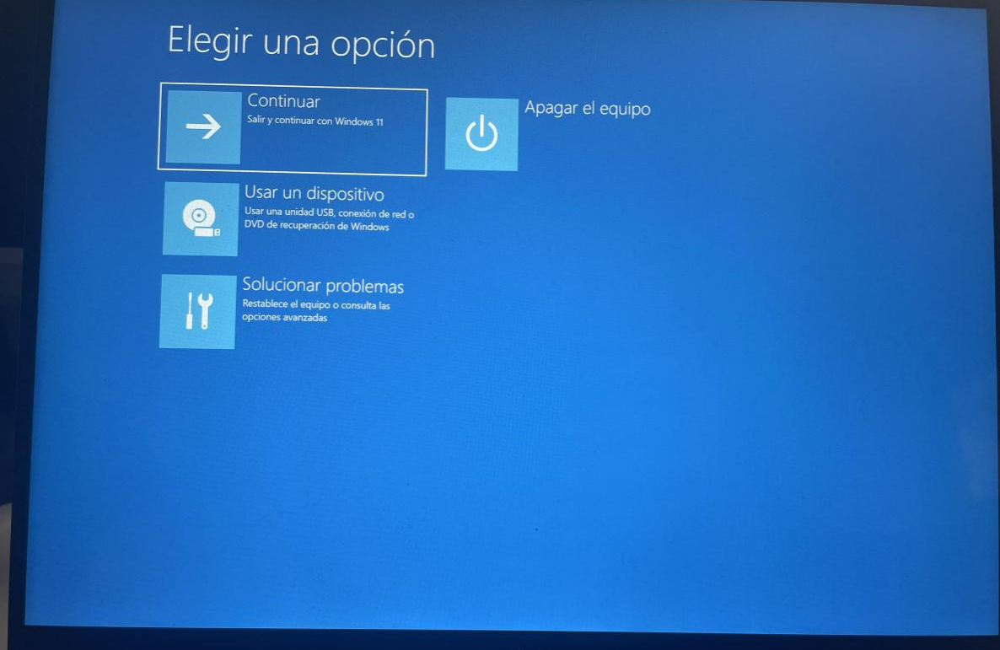 Elegir una opción
Continuar
Salir y continuar con Windows 11
Apagar el equipo
Usar un dispositivo
Usar una unidad USB, conexión de red o
DVD de recuperación de Windows
Solucionar problemas
Restablece el equipo o consulta las
opciones avanzadas